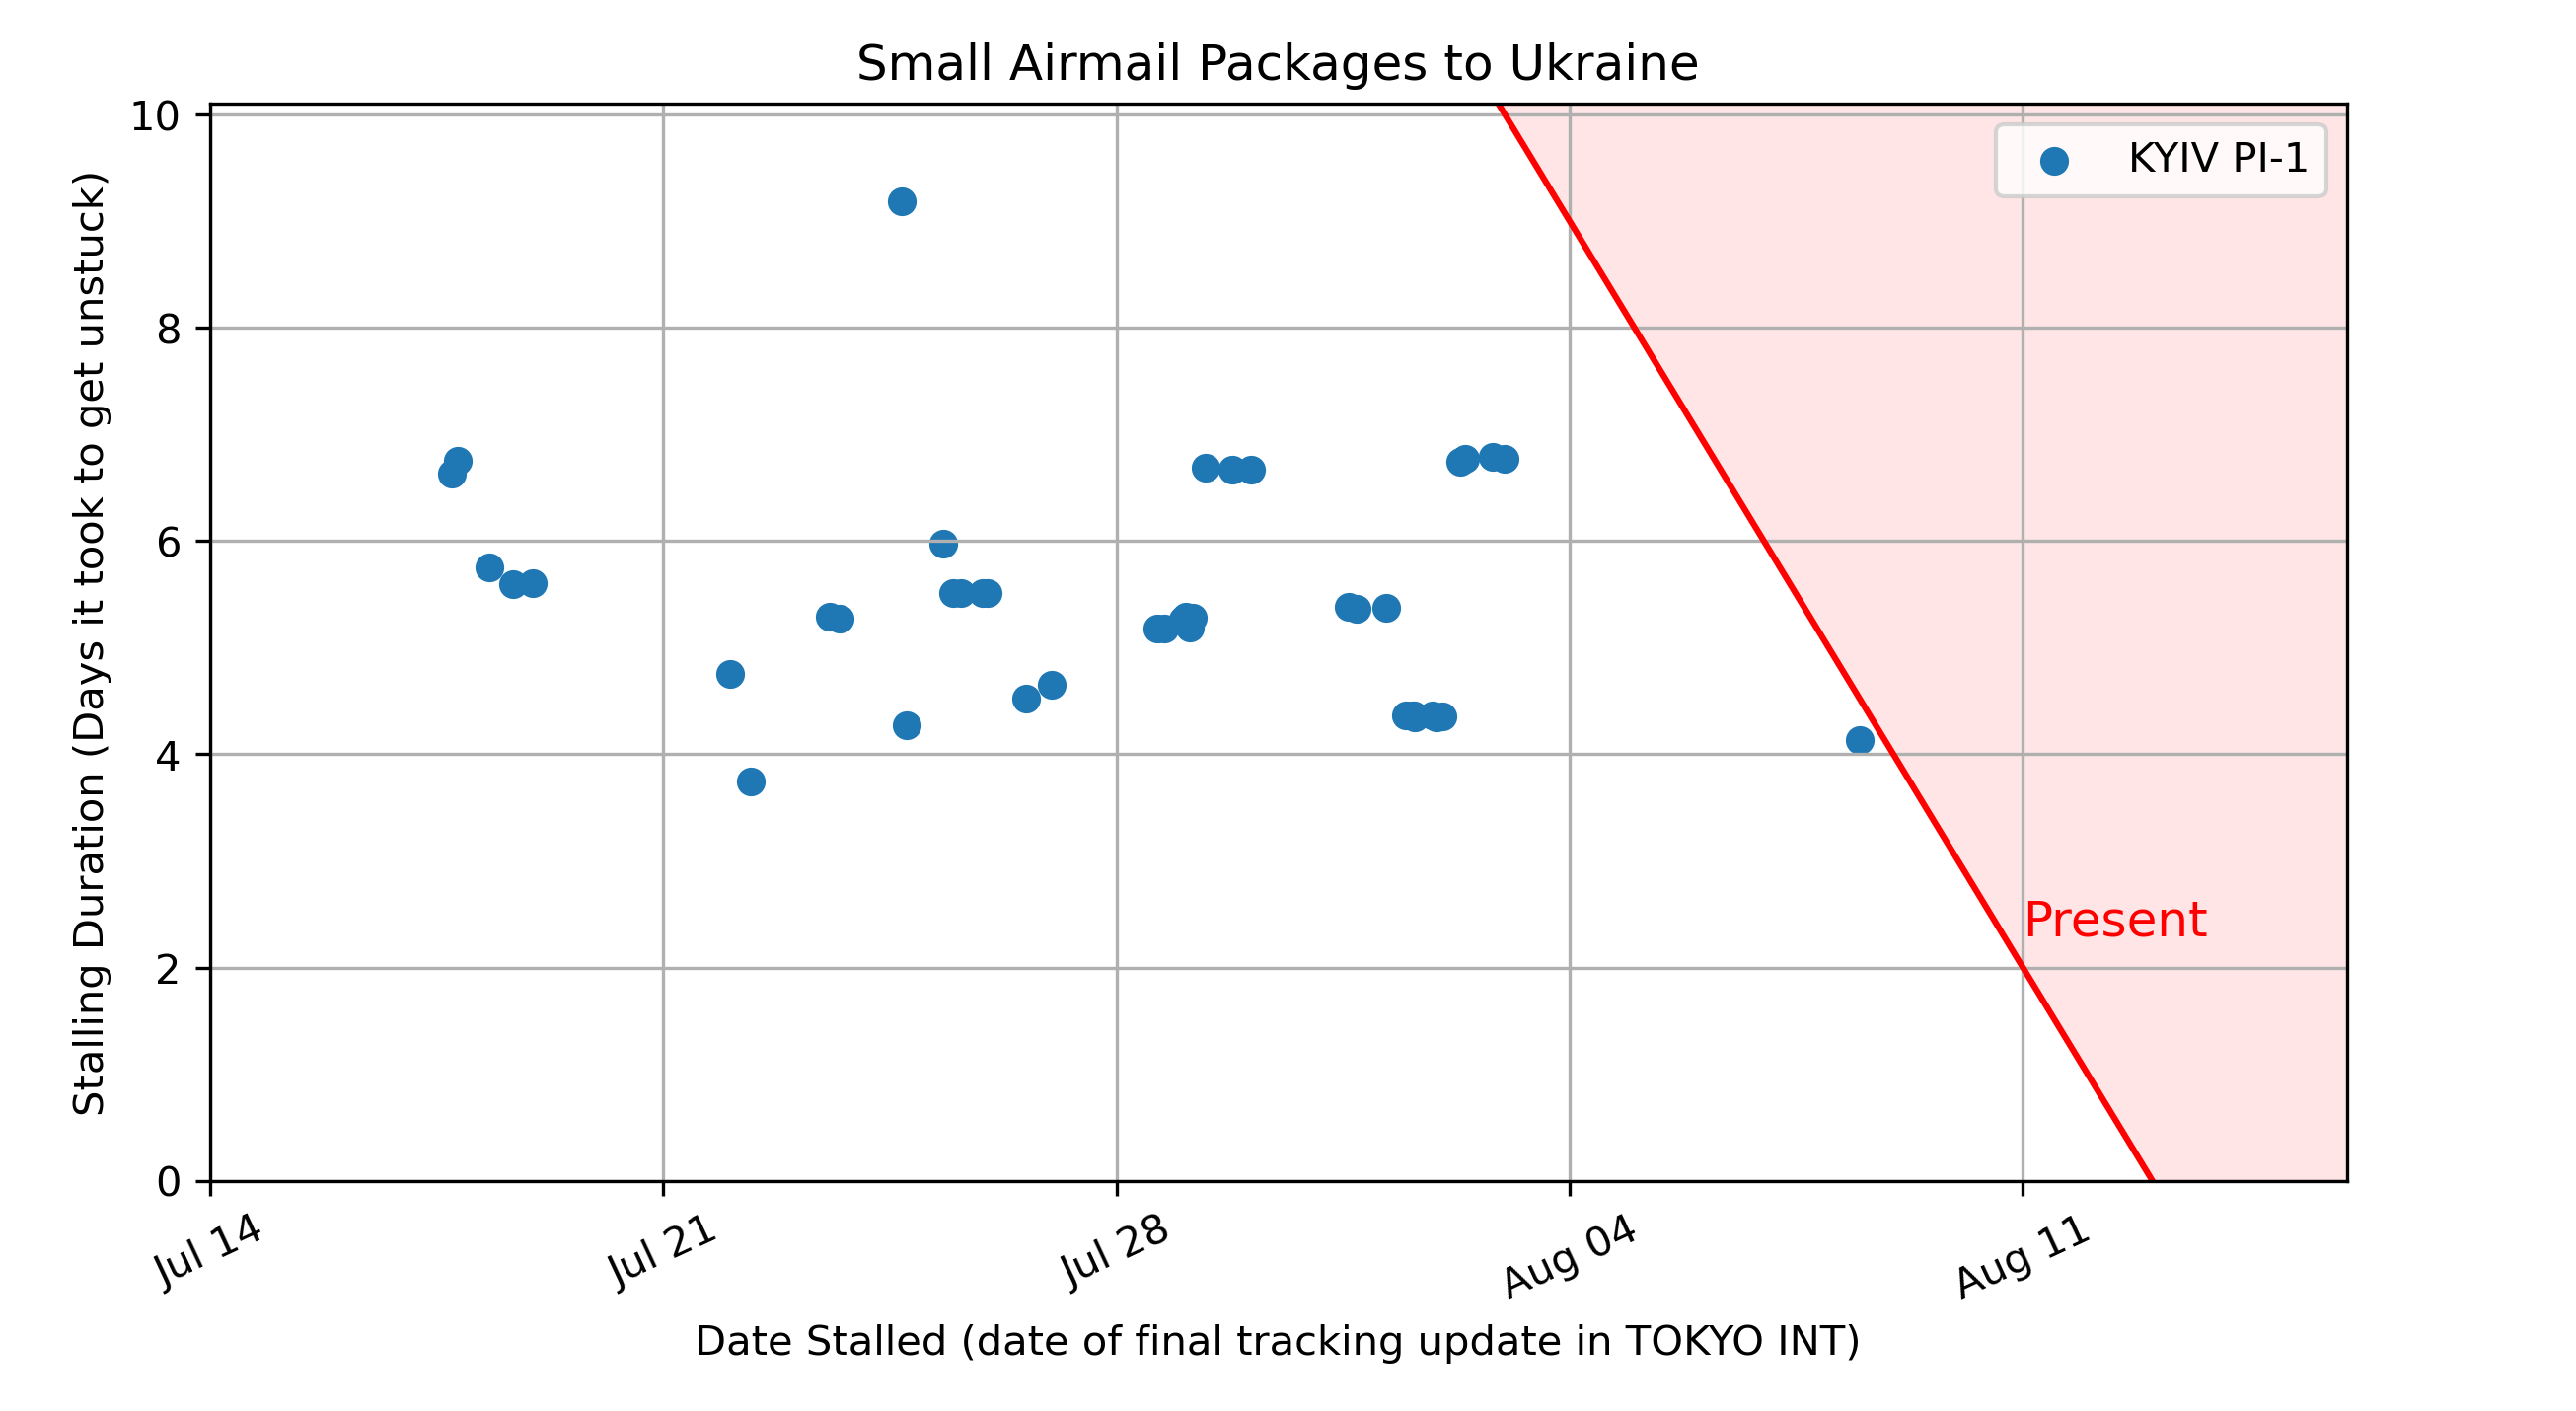 Small Airmail Packages to Ukraine
10
8
6
4
2
0
Stalling Duration (Days it took to get unstuck)
KYIV PI-1
Present
Jul 14
Jul 21
Jul 28
Aug 04
Aug 11
Date Stalled (date of final tracking update in TOKYO INT)